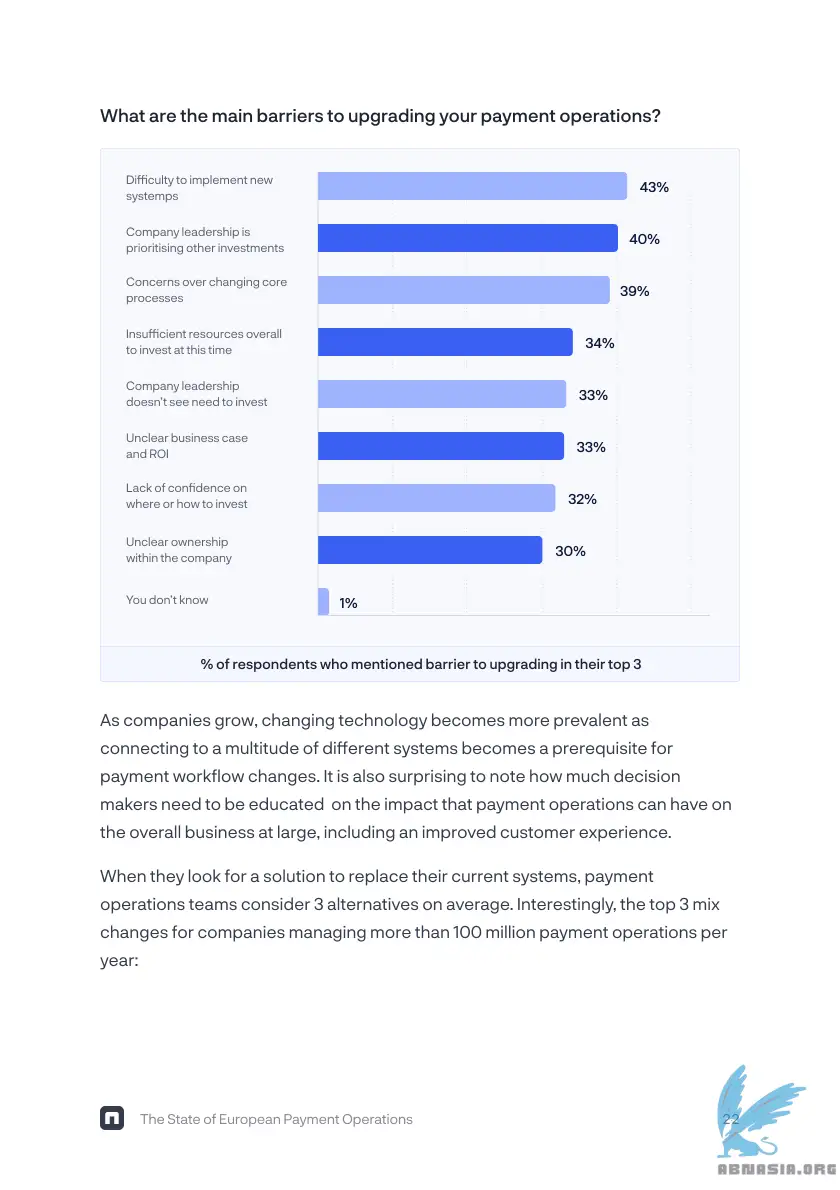 What are the main barriers to upgrading your payment operations?
Difficulty to implement new
systemps
43%
Company leadership is
prioritising other investments
40%
Concerns over changing core
processes
39%
Insufficient resources overall
to invest at this time
34%
Company leadership
doesn't see need to invest
33%
Unclear business case
and ROI
33%
Lack of confidence on
where or how to invest
32%
Unclear ownership
within the company
30%
You don't know
1%
% of respondents who mentioned barrier to upgrading in their top 3
As companies grow, changing technology becomes more prevalent as
connecting to a multitude of different systems becomes a prerequisite for
payment workflow changes. It is also surprising to note how much decision
makers need to be educated  on the impact that payment operations can have on
the overall business at large, including an improved customer experience.
When they look for a solution to replace their current systems, payment
operations teams consider 3 alternatives on average. Interestingly, the top 3 mix
changes for companies managing more than 100 million payment operations per
year:
The State of European Payment Operations
22
ABNASIA.ORG